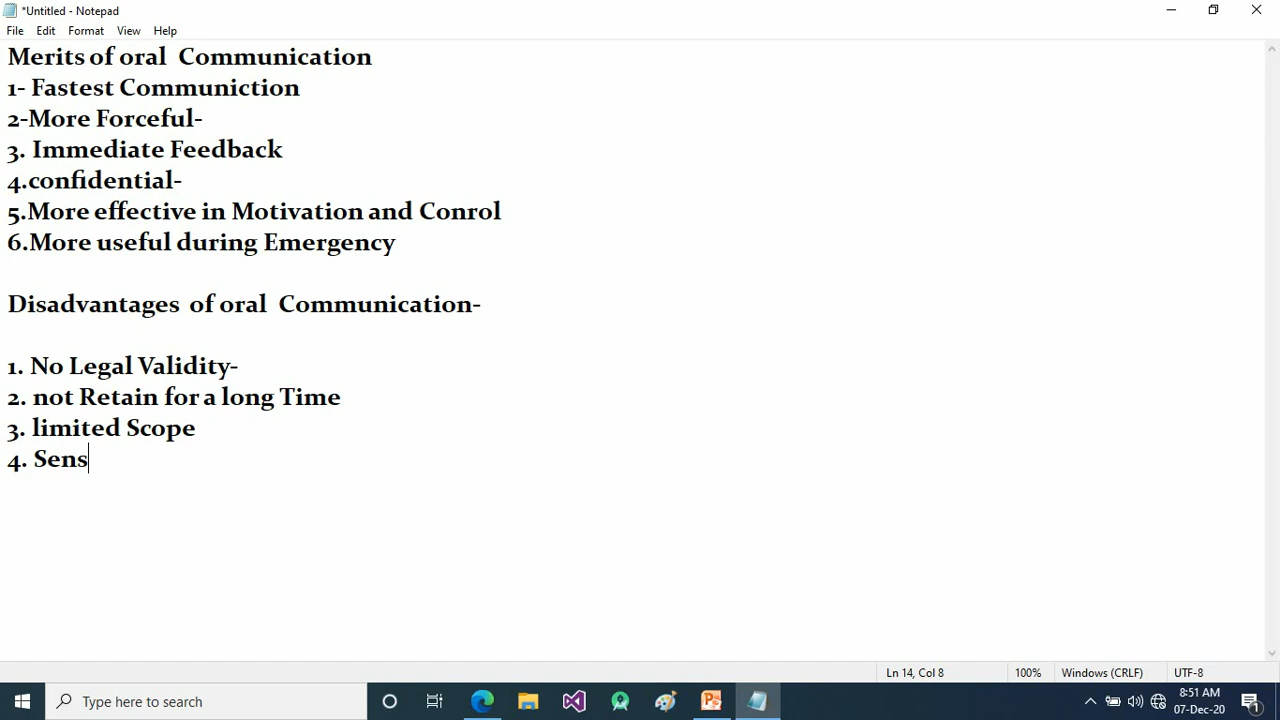 *Untitled - Notepad
File Edit Format View Help
Merits of oral  Communication
1- Fastest Communiction
2-More Forceful-
3. Immediate Feedback
4.confidential-
5.More effective in Motivation and Conrol
6.More useful during Emergency
Disadvantages  of oral  Communication-
1. No Legal Validity-
2. not Retain for a long Time
3. limited Scope
4. Sens
Ln 14, Col 8 100% Windows (CRLF) UTF-8
Type here to search
8:51 AM
07-Dec-20
1